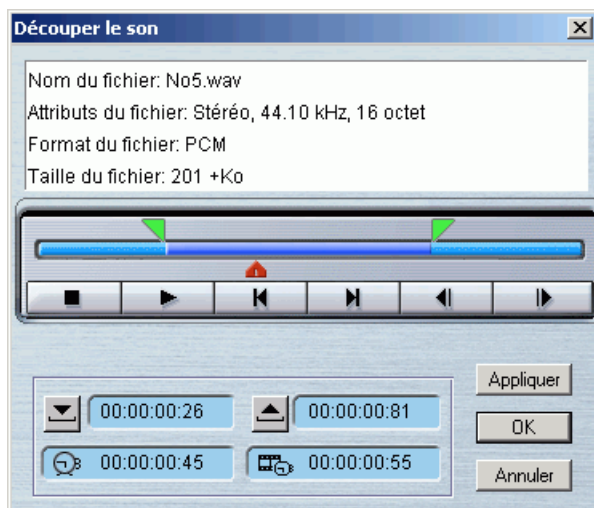 Découper le son
Nom du fichier: No5.wav
Attributs du fichier: Stéréo, 44.10 kHz, 16 octet
Format du fichier: PCM
Taille du fichier: 201 +Ko
Appliquer
00:00:00:26 00:00:00:81
OK
00:00:00:45 00:00:00:55
Annuler